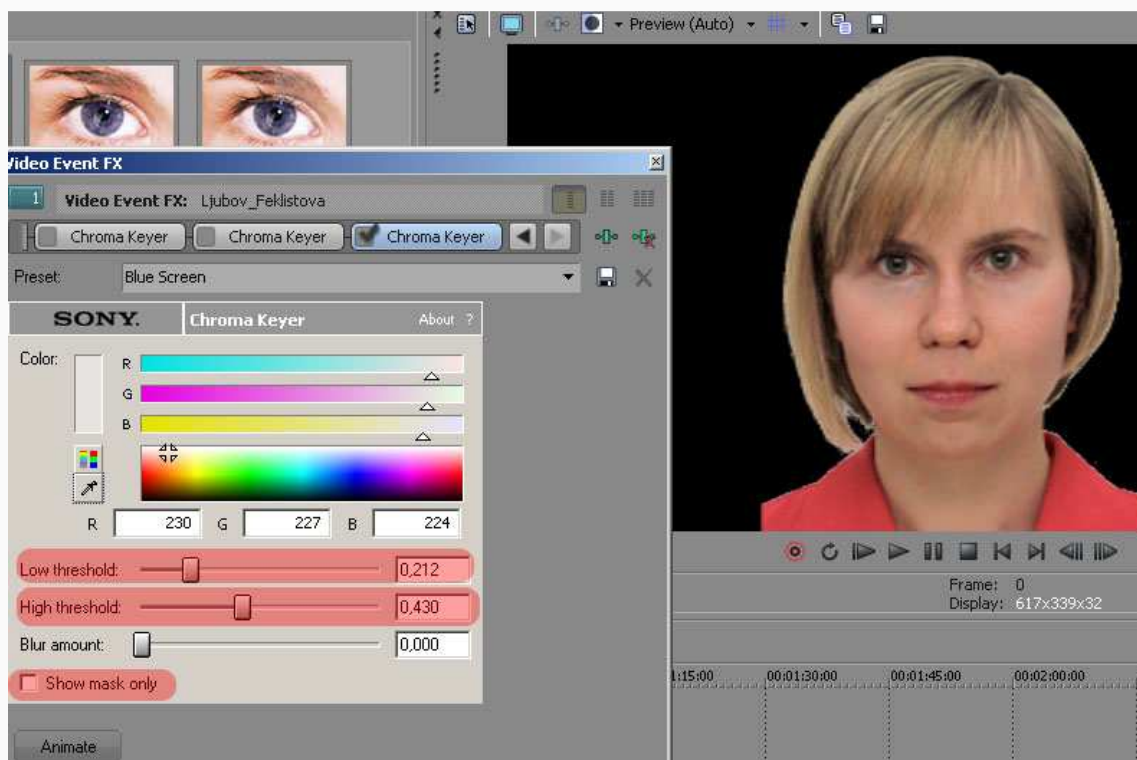 Preview (Auto)
Video Event FX
1 Video Event FX: Ljubov_Feklistova
Chroma Keyer Chroma Keyer Chroma Keyer
Preset: Blue Screen
SONY. Chroma Keyer About ?
Color: R
G
B
R 230 G 227 B 224
Low threshold: 0,212
High threshold: 0,430
Blur amount: 0,000
Show mask only
Animate
Frame: 0
Display: 617x339x32
1:15:00 00:01:30:00 00:01:45:00 00:02:00:00